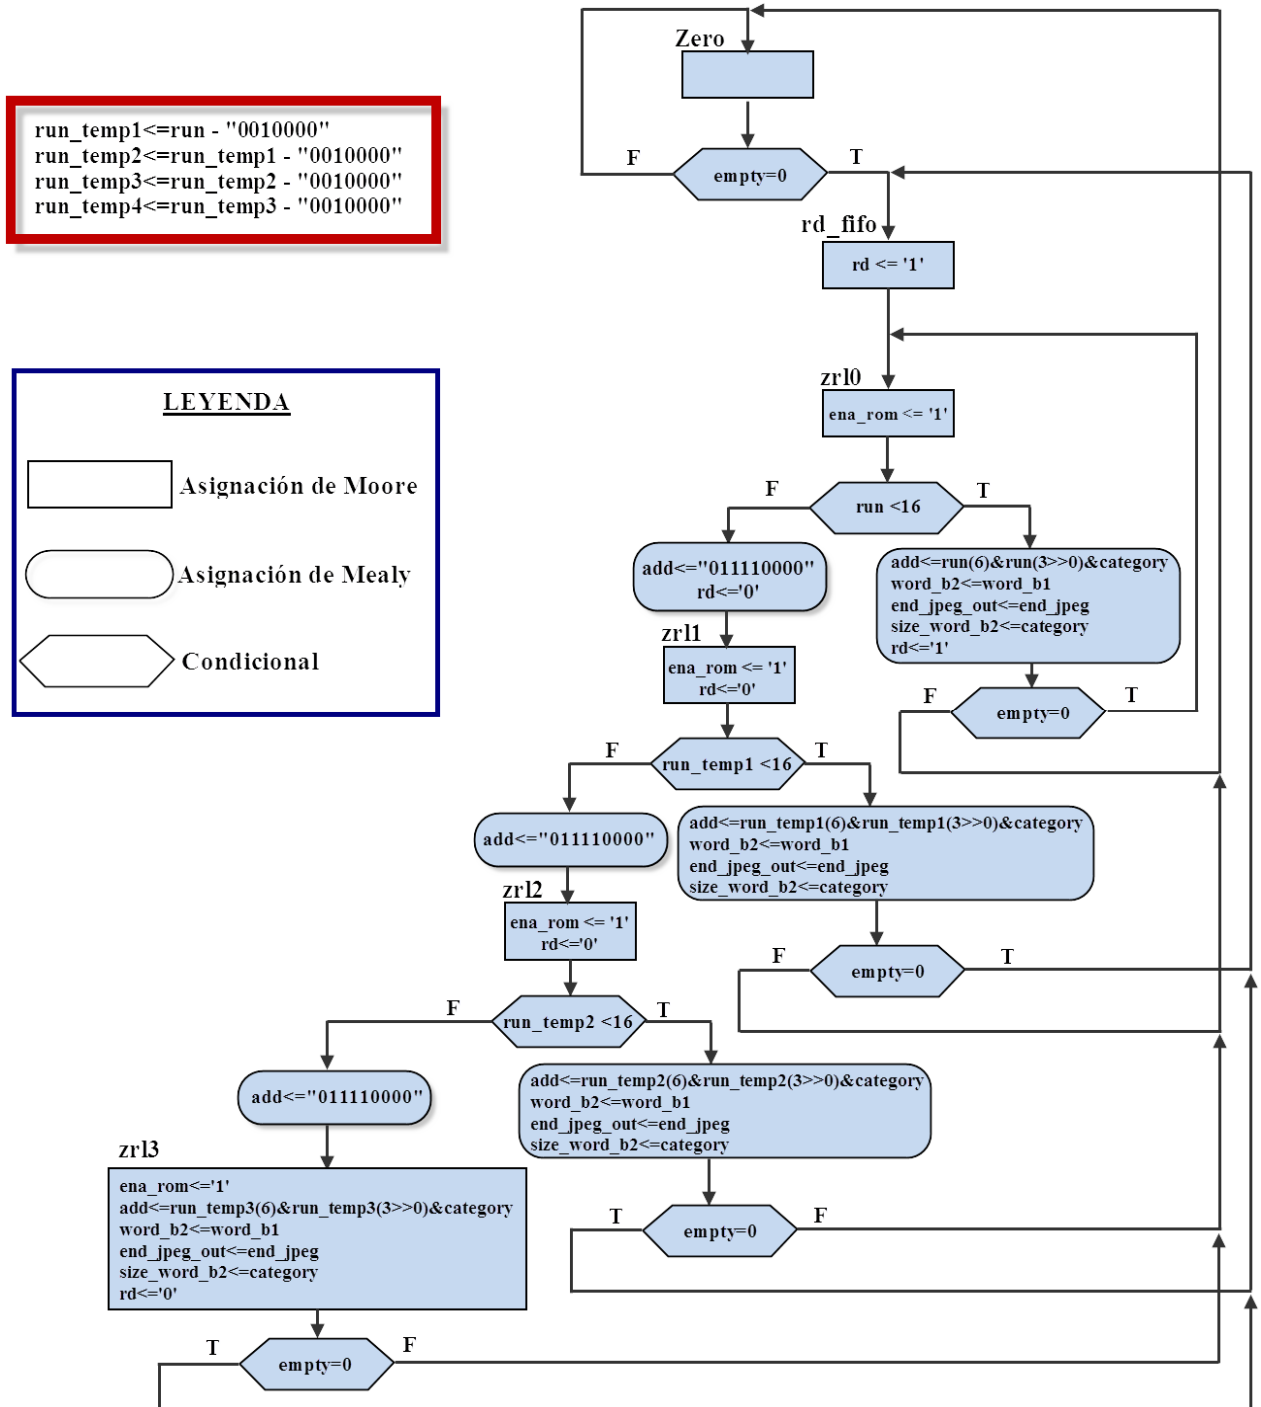 Zero
run_temp1<=run - "0010000"
run_temp2<=run_temp1 - "0010000"
run_temp3<=run_temp2 - "0010000"
run_temp4<=run_temp3 - "0010000"
F
empty=0
T
rd_fifo
rd <= '1'
LEYENDA
Asignación de Moore
Asignación de Mealy
Condicional
zrl0
ena_rom <= '1'
F
run <16
T
add<="011110000"
rd<='0'
add<=run(6)&run(3>>0)&category
word_b2<=word_b1
end_jpeg_out<=end_jpeg
size_word_b2<=category
rd<='1'
F
empty=0
T
zrl1
ena_rom <= '1'
rd<='0'
F
run_temp1 <16
T
add<="011110000"
add<=run_temp1(6)&run_temp1(3>>0)&category
word_b2<=word_b1
end_jpeg_out<=end_jpeg
size_word_b2<=category
F
empty=0
T
zrl2
ena_rom <= '1'
rd<='0'
F
run_temp2 <16
T
add<="011110000"
add<=run_temp2(6)&run_temp2(3>>0)&category
word_b2<=word_b1
end_jpeg_out<=end_jpeg
size_word_b2<=category
T
empty=0
F
zrl3
ena_rom<='1'
add<=run_temp3(6)&run_temp3(3>>0)&category
word_b2<=word_b1
end_jpeg_out<=end_jpeg
size_word_b2<=category
rd<='0'
T
empty=0
F